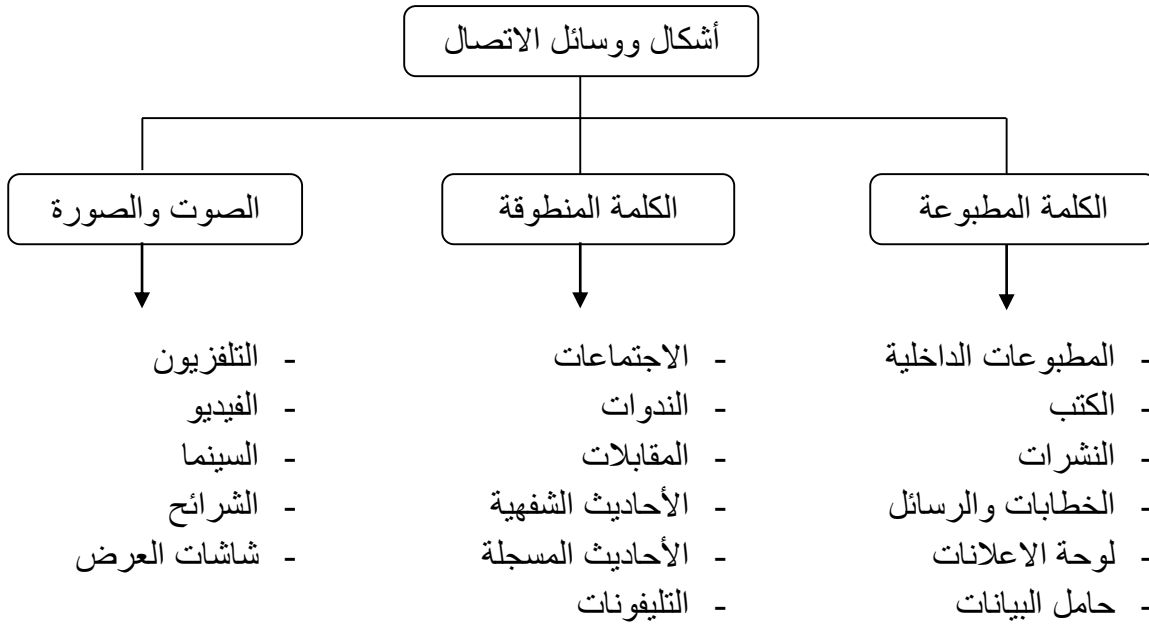 أشكال ووسائل الاتصال
الكلمة المطبوعة
- المطبوعات الداخلية
- الكتب
- النشرات
- الخطابات والرسائل
- لوحة الاعلانات
- حامل البيانات
الكلمة المنطوقة
- الاجتماعات
- الندوات
- المقابلات
- الأحاديث الشفهية
- الأحاديث المسجلة
- التليفونات
الصوت والصورة
- التلفزيون
- الفيديو
- السينما
- الشرائح
- شاشات العرض